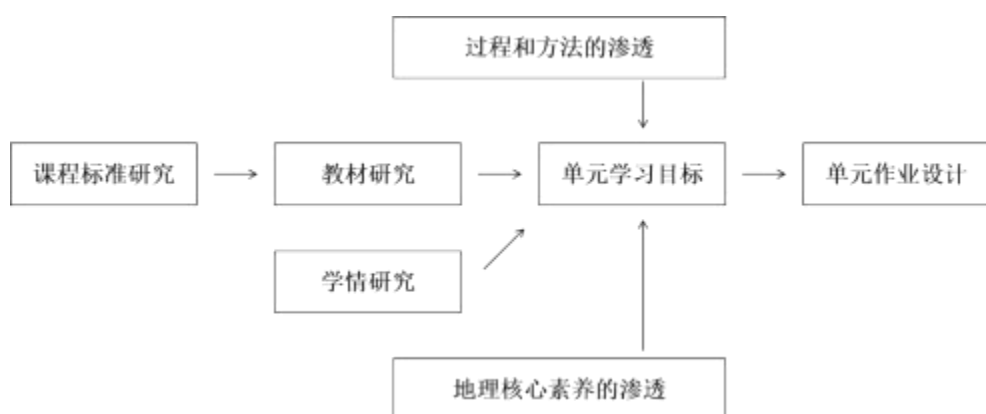 过程和方法的渗透
课程标准研究
教材研究
单元学习目标
单元作业设计
学情研究
地理核心素养的渗透